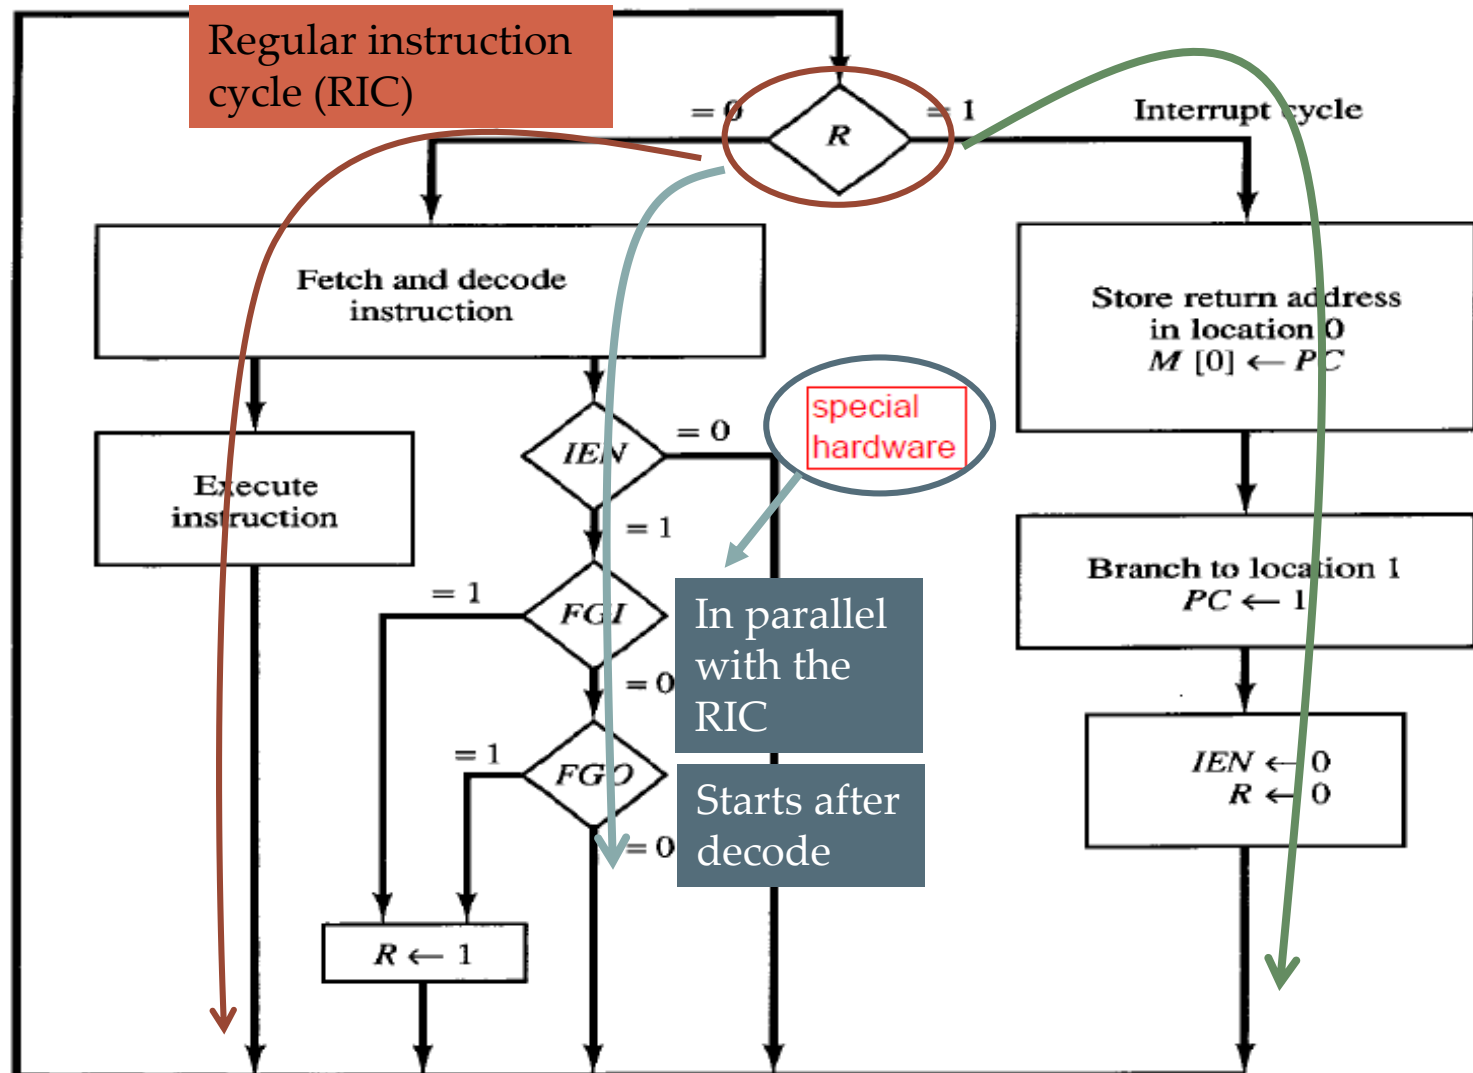 Regular instruction
cycle (RIC)
= 0
R
= 1
Interrupt cycle
Fetch and decode
instruction
Store return address
in location 0
M [0] ← PC
special
hardware
IEN
= 0
Execute
instruction
= 1
Branch to location 1
PC ← 1
= 1
FGI
In parallel
with the
RIC
= 0
= 1
FGO
IEN ← 0
R ← 0
Starts after
decode
= 0
R ← 1